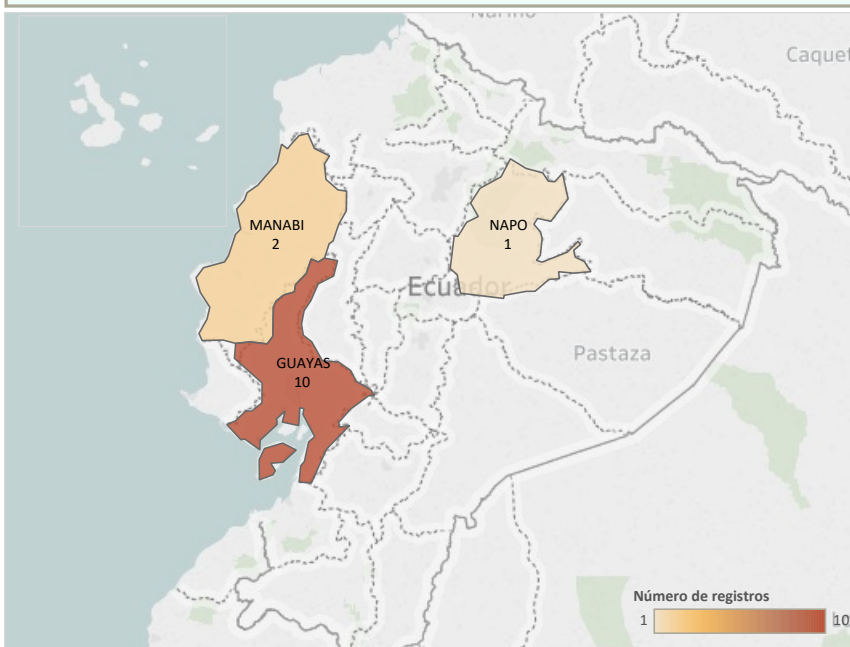 Caquet
MANABI
2
NAPO
1
Ecuador
Pastaza
GUAYAS
10
Número de registros
1
10